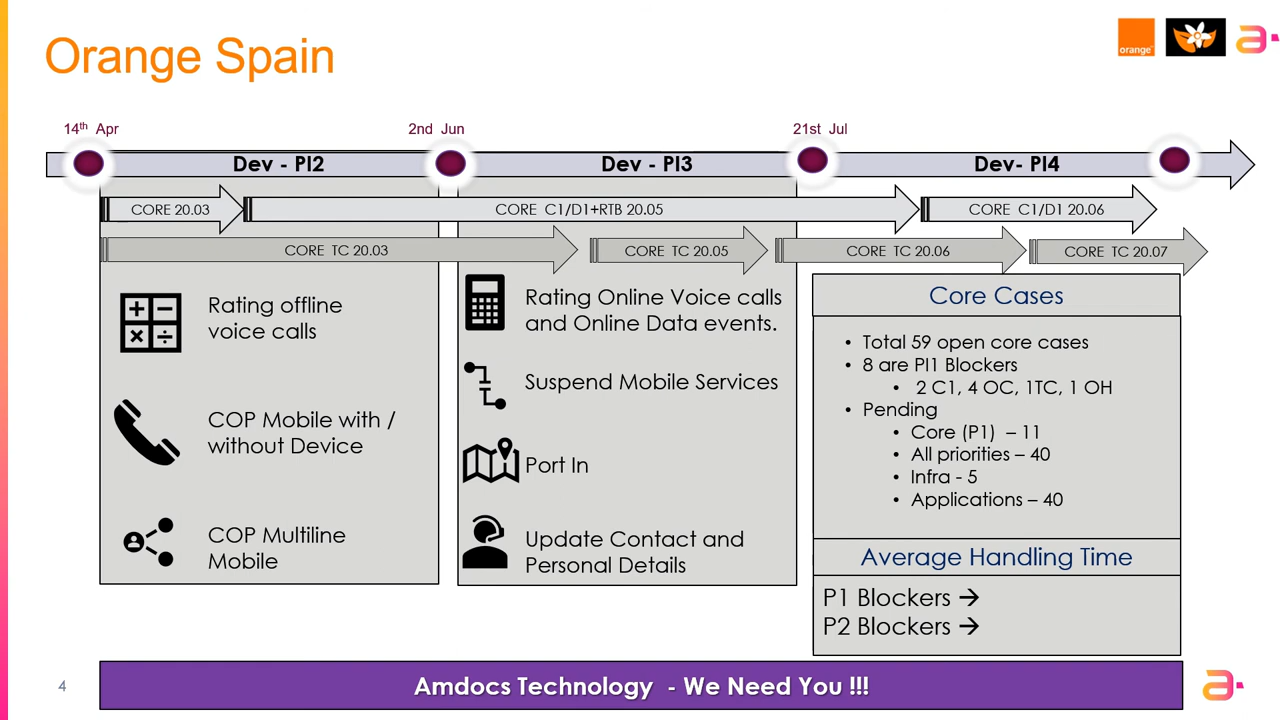 Orange Spain
orange™
14th Apr
2nd Jun
21st Jul
Dev - PI2
Dev - PI3
Dev- PI4
CORE 20.03
CORE C1/D1+RTB 20.05
CORE C1/D1 20.06
CORE TC 20.03
CORE TC 20.05
CORE TC 20.06
CORE TC 20.07
Rating offline
voice calls
COP Mobile with /
without Device
COP Multiline
Mobile
Rating Online Voice calls
and Online Data events.
Suspend Mobile Services
Port In
Update Contact and
Personal Details
Core Cases
• Total 59 open core cases
• 8 are PI1 Blockers
• 2 C1, 4 OC, 1TC, 1 OH
• Pending
• Core (P1) – 11
• All priorities – 40
• Infra - 5
• Applications – 40
Average Handling Time
P1 Blockers →
P2 Blockers →
4
Amdocs Technology - We Need You !!!